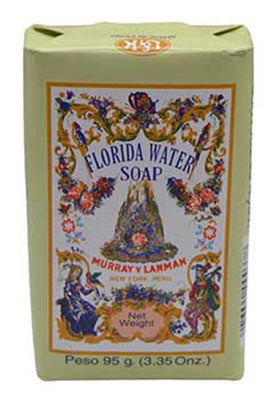 L&K
FLORIDA WATER
SOAP
MURRAY Y LANMAN
NEW YORK - PERU
Net
Weight
Peso 95 g. (3.35 Onz.)